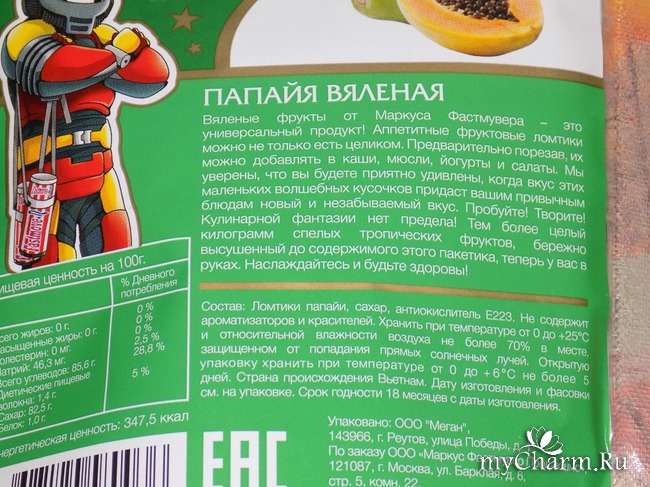 ПАПАЙЯ ВЯЛЕНАЯ
Вяленые фрукты от Маркуса Фастмувера – это
универсальный продукт! Аппетитные фруктовые ломтики
можно не только есть целиком. Предварительно порезав, их
можно добавлять в каши, мюсли, йогурты и салаты. Мы
уверены, что вы будете приятно удивлены, когда вкус этих
маленьких волшебных кусочков придаст вашим привычным
блюдам новый и незабываемый вкус. Пробуйте! Творите!
Кулинарной фантазии нет предела! Тем более целый
килограмм спелых тропических фруктов, бережно
высушенный до содержимого этого пакетика, теперь у вас в
руках. Наслаждайтесь и будьте здоровы!
ищевая ценность на 100г.
% Дневного
потребления
сего жиров: 0 г. 0 %
асыщенные жиры: 0 г. 0 %
олестерин: 0 мг. 0 %
атрий: 46,3 мг. 2,5 %
Всего углеводов: 85,6 г. 28,8 %
Диетические пищевые
волокна: 1,4 г. 5 %
Сахар: 82,5 г.
Белок: 1,0 г.
нергетическая ценность: 347,5 ккал
Состав: Ломтики папайи, сахар, антиокислитель Е223. Не содержит
ароматизаторов и красителей. Хранить при температуре от 0 до +25°С
и относительной влажности воздуха не более 70% в месте,
защищенном от попадания прямых солнечных лучей. Открытую
упаковку хранить при температуре от 0 до +6°С не более 5
дней. Страна происхождения Вьетнам. Дату изготовления и фасовки
см. на упаковке. Срок годности 18 месяцев с даты изготовления.
EAC
Упаковано: ООО "Меган",
143966, г. Реутов, улица Победы, д.
ООО "Маркус Фас
121087, г. Москва, ул. Барклая д. 6,
стр. 5, комн. 22.
myCharm.Ru